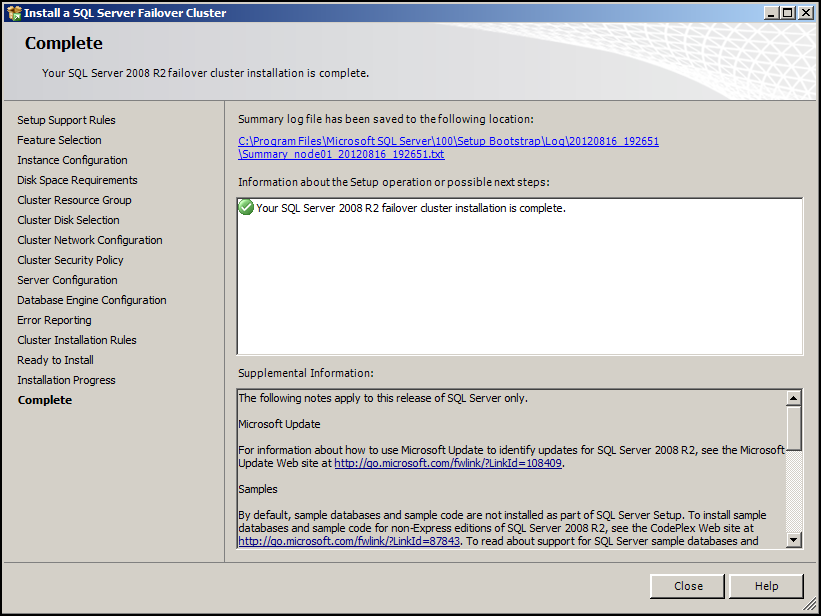 Install a SQL Server Failover Cluster
Complete
Your SQL Server 2008 R2 failover cluster installation is complete.
Setup Support Rules
Feature Selection
Instance Configuration
Disk Space Requirements
Cluster Resource Group
Cluster Disk Selection
Cluster Network Configuration
Cluster Security Policy
Server Configuration
Database Engine Configuration
Error Reporting
Cluster Installation Rules
Ready to Install
Installation Progress
Complete
Summary log file has been saved to the following location:
C:\Program Files\Microsoft SQL Server\100\Setup Bootstrap\Log\20120816_192651
\Summary_node01_20120816_192651.txt
Information about the Setup operation or possible next steps:
Your SQL Server 2008 R2 failover cluster installation is complete.
Supplemental Information:
The following notes apply to this release of SQL Server only.
Microsoft Update
For information about how to use Microsoft Update to identify updates for SQL Server 2008 R2, see the Microsoft
Update Web site at http://go.microsoft.com/fwlink/?LinkId=108409.
Samples
By default, sample databases and sample code are not installed as part of SQL Server Setup. To install sample
databases and sample code for non-Express editions of SQL Server 2008 R2, see the CodePlex Web site at
http://go.microsoft.com/fwlink/?LinkId=87843. To read about support for SQL Server sample databases and
Close
Help